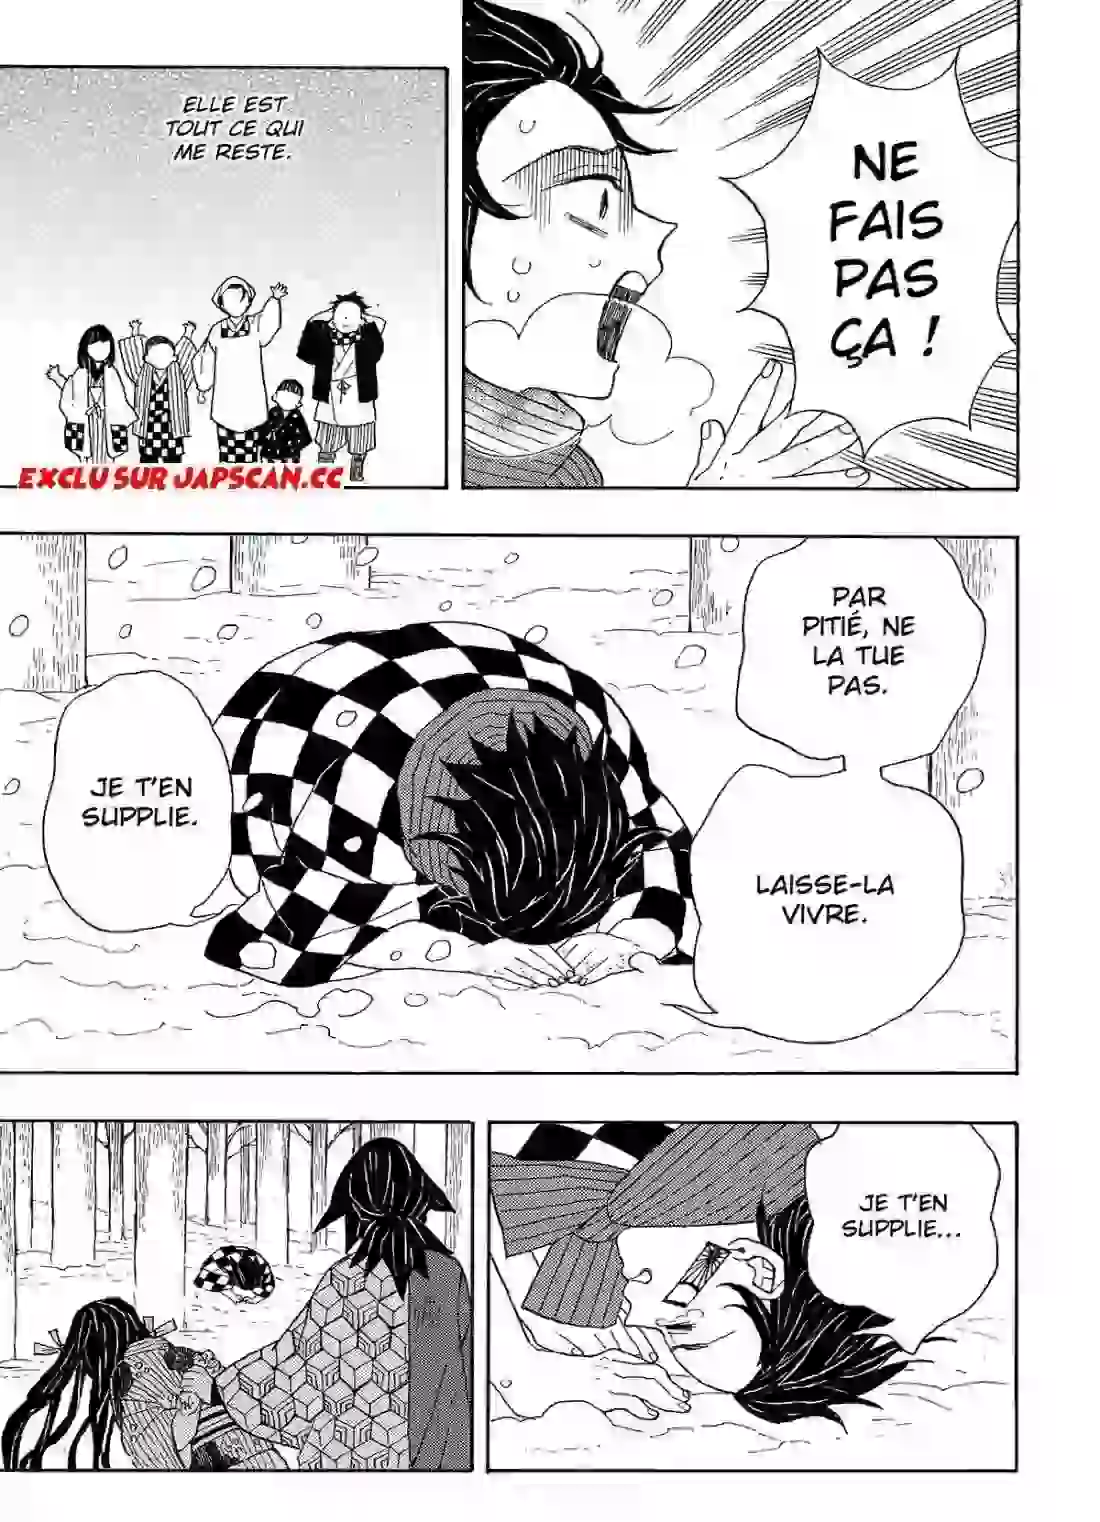 NE
FAIS
PAS
ÇA !
ELLE EST
TOUT CE QUI
ME RESTE.
EXCLU SUR JAPSCAN.CC
PAR
PITIÉ, NE
LA TUE
PAS.
LAISSE-LA
VIVRE.
JE T'EN
SUPPLIE.
JE T'EN
SUPPLIE...